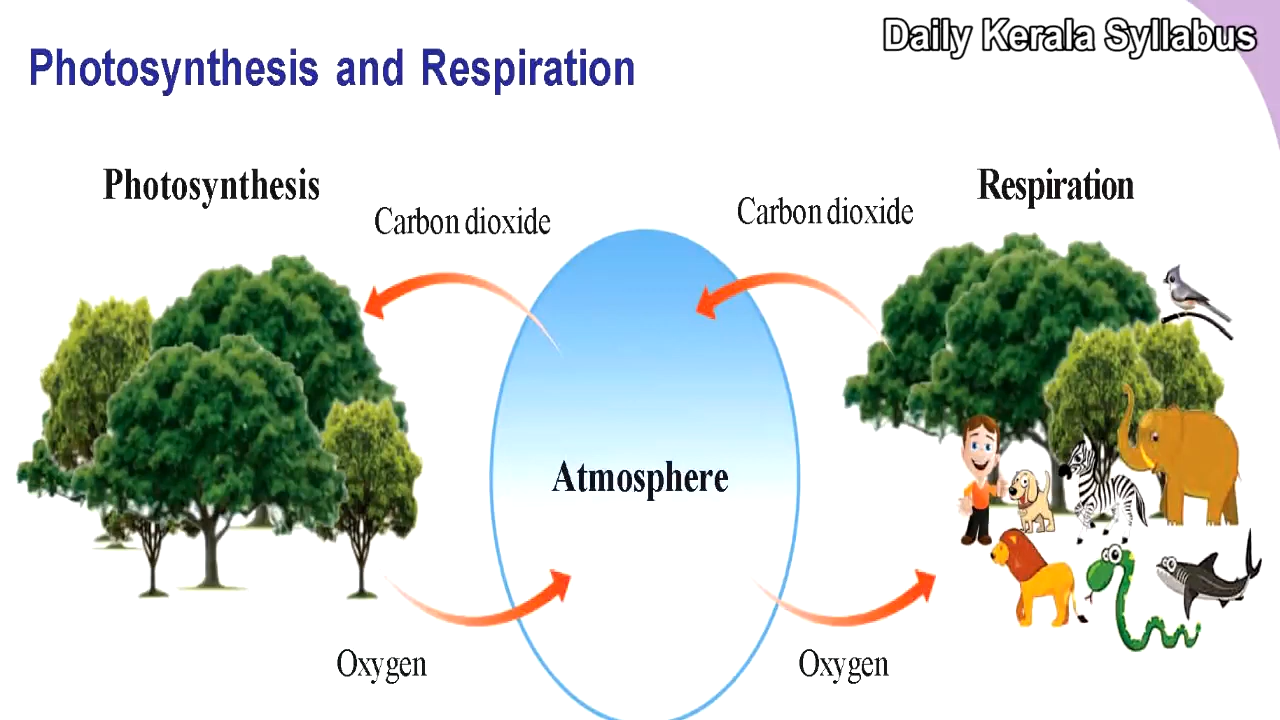 Daily Kerala Syllabus
Photosynthesis and Respiration
Photosynthesis
Respiration
Carbon dioxide
Carbon dioxide
Atmosphere
Oxygen
Oxygen